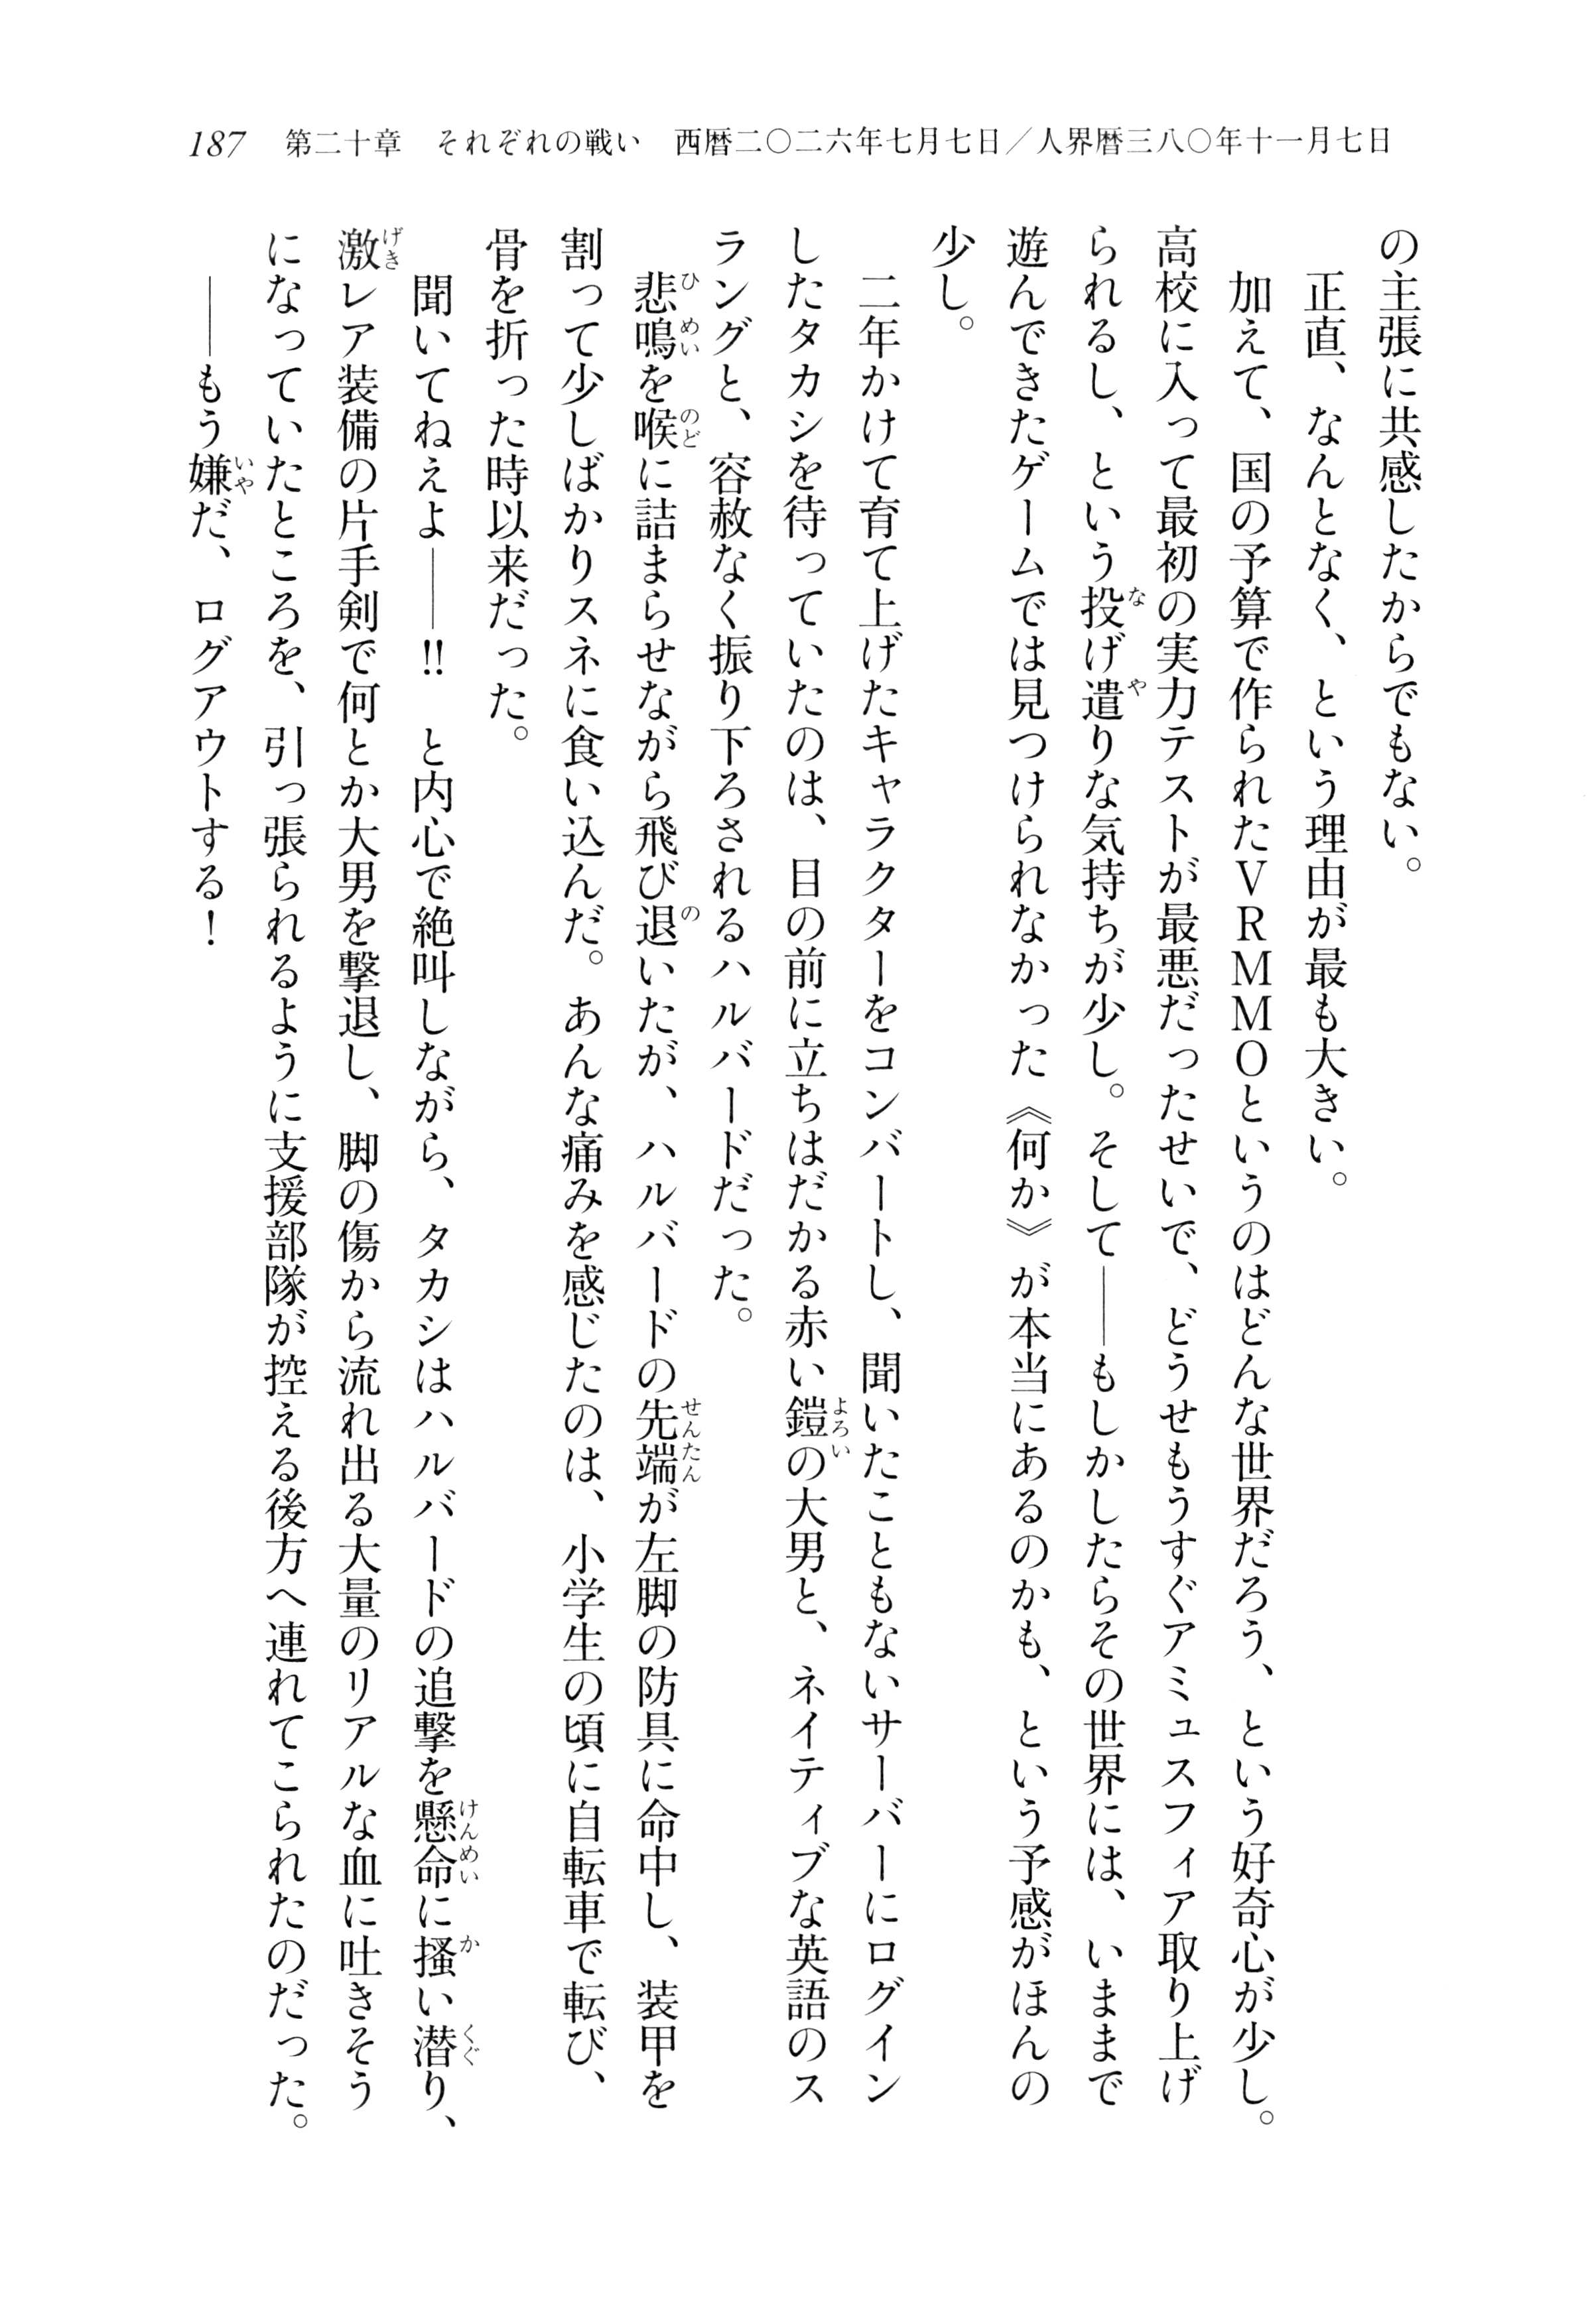 187　第二十章　それぞれの戦い　西暦二〇二六年七月七日／人界暦三八〇年十一月七日
の主張に共感したからでもない。
　正直、なんとなく、という理由が最も大きい。
　加えて、国の予算で作られたＶＲＭＭＯというのはどんな世界だろう、という好奇心が少し。
高校に入って最初の実力テストが最悪だったせいで、どうせもうすぐアミュスフィア取り上げ
られるし、という投げ遣りな気持ちが少し。そして――もしかしたらその世界には、いままで
遊んできたゲームでは見つけられなかった《何か》が本当にあるのかも、という予感がほんの
少し。
　二年かけて育て上げたキャラクターをコンバートし、聞いたこともないサーバーにログイン
したタカシを待っていたのは、目の前に立ちはだかる赤い鎧の大男と、ネイティブな英語のス
ラングと、容赦なく振り下ろされるハルバードだった。
　悲鳴を喉に詰まらせながら飛び退いたが、ハルバードの先端が左脚の防具に命中し、装甲を
割って少しばかりスネに食い込んだ。あんな痛みを感じたのは、小学生の頃に自転車で転び、
骨を折った時以来だった。
　聞いてねえよ――‼　と内心で絶叫しながら、タカシはハルバードの追撃を懸命に掻い潜り、
激レア装備の片手剣で何とか大男を撃退し、脚の傷から流れ出る大量のリアルな血に吐きそう
になっていたところを、引っ張られるように支援部隊が控える後方へ連れてこられたのだった。
　――もう嫌だ、ログアウトする！